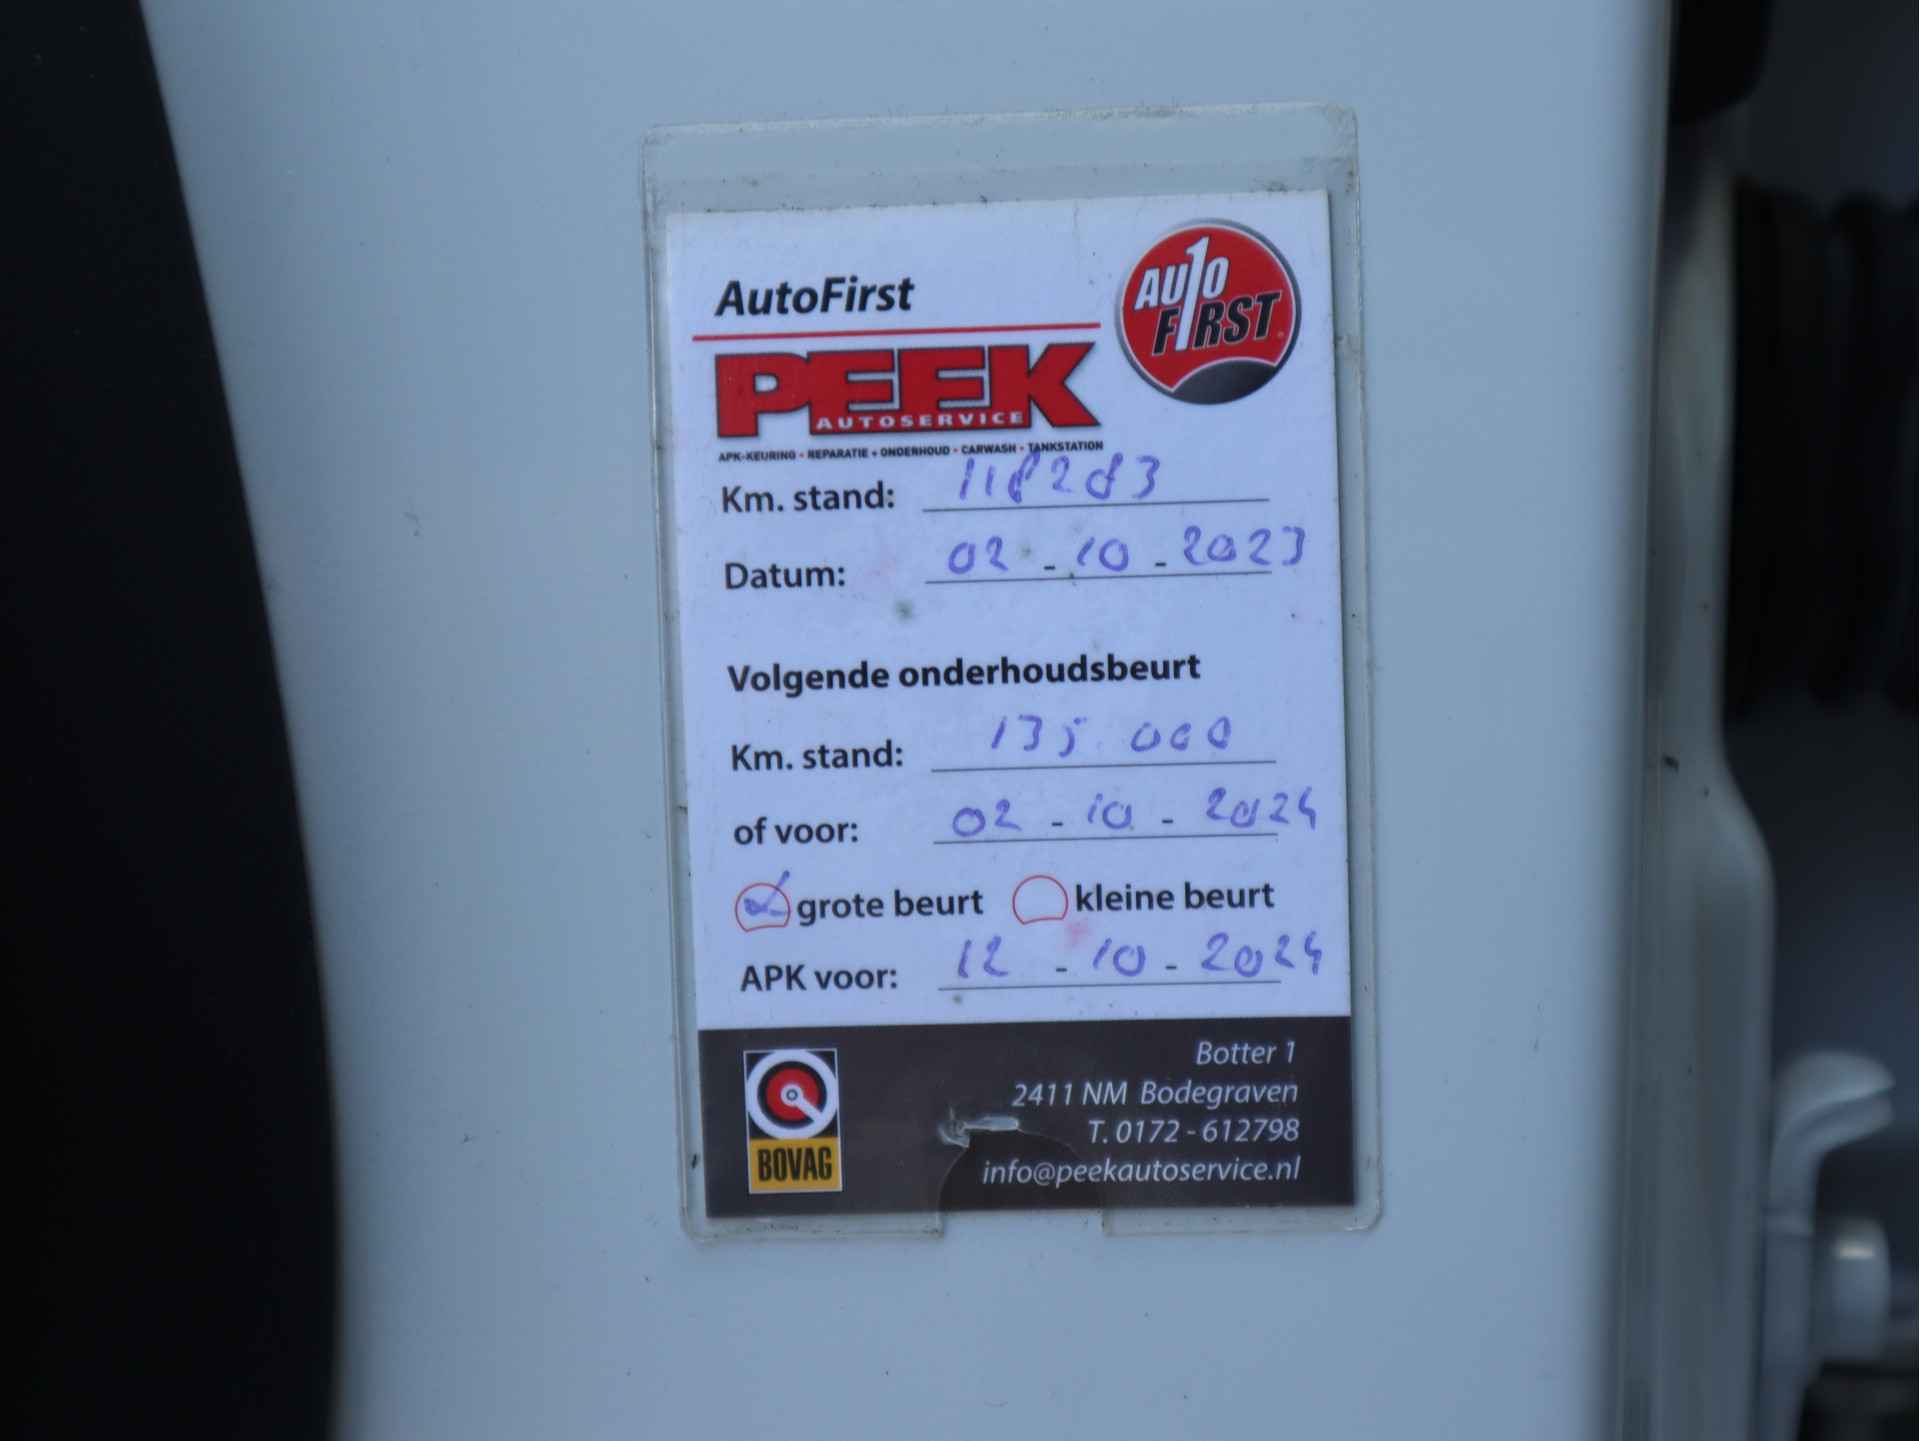 AutoFirst
AUTO FIRST
PEEK
AUTOSERVICE
APK-KEURING • REPARATIE • ONDERHOUD • CARWASH • TANKSTATION
Km. stand: 118283
Datum: 02 - 10 - 2023
Volgende onderhoudsbeurt
Km. stand: 135.000
of voor: 02 - 10 - 2024
grote beurt kleine beurt
APK voor: 12 - 10 - 2024
BOVAG
Botter 1
2411 NM Bodegraven
T. 0172 - 612798
info@peekautoservice.nl